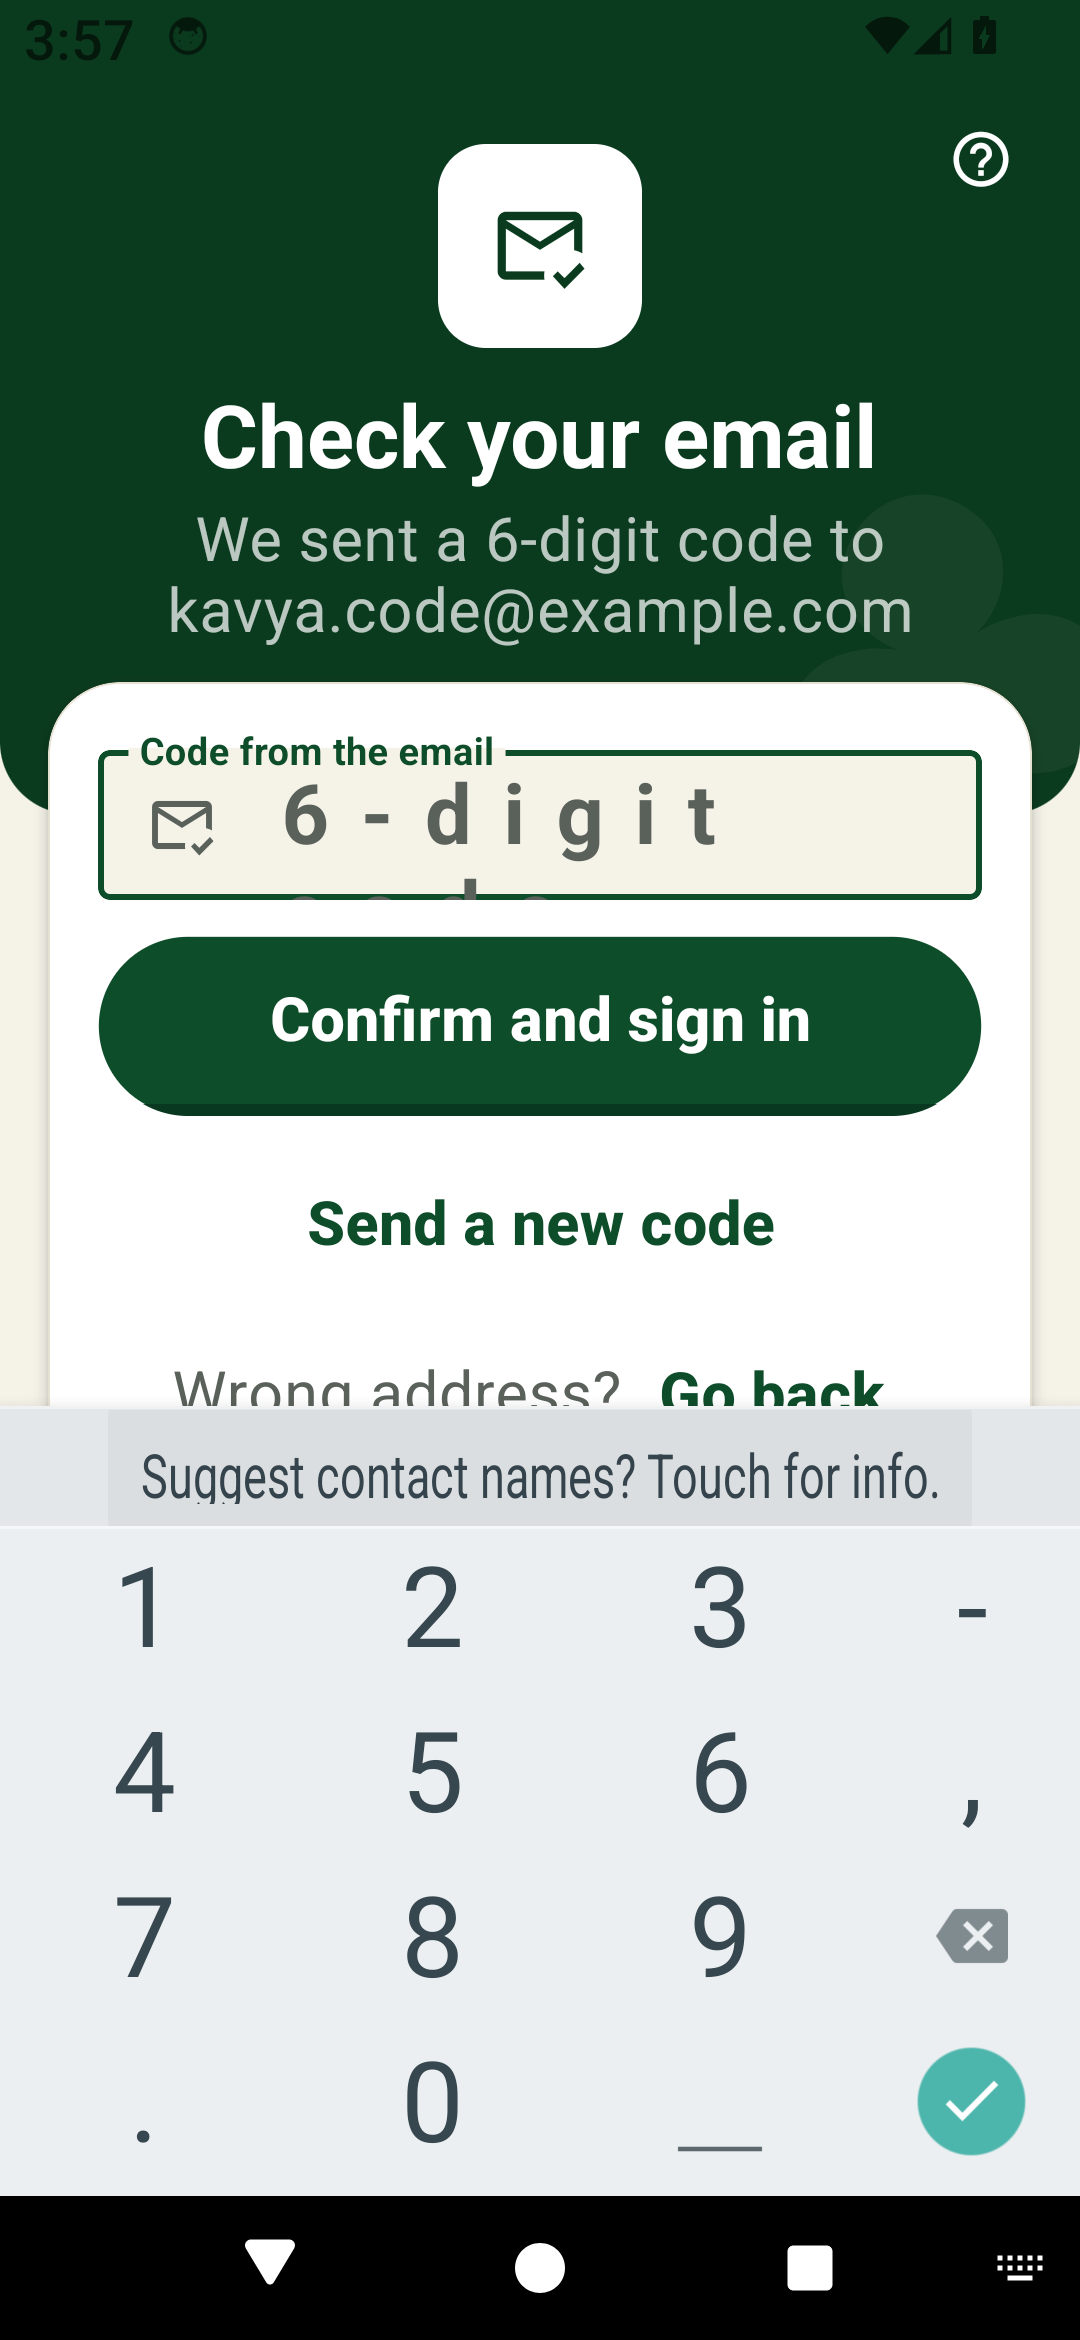 3:57
Check your email
We sent a 6-digit code to
kavya.code@example.com
Code from the email
6-digit
code
Confirm and sign in
Send a new code
Wrong address? Go back
Suggest contact names? Touch for info.
1 2 3 -
4 5 6 ,
7 8 9
. 0